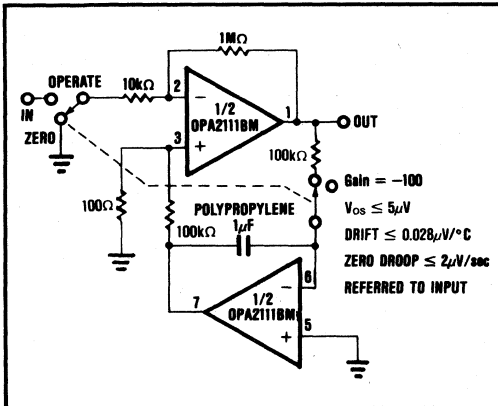 1MΩ
OPERATE
10kΩ
2
IN
ZERO
1/2
OPA2111BM
1
OUT
3
100kΩ
100Ω
100kΩ
POLYPROPYLENE
1µF
Gain = -100
V_OS ≤ 5µV
DRIFT ≤ 0.028µV/°C
ZERO DROOP ≤ 2µV/sec
REFERRED TO INPUT
6
7
1/2
OPA2111BM
5